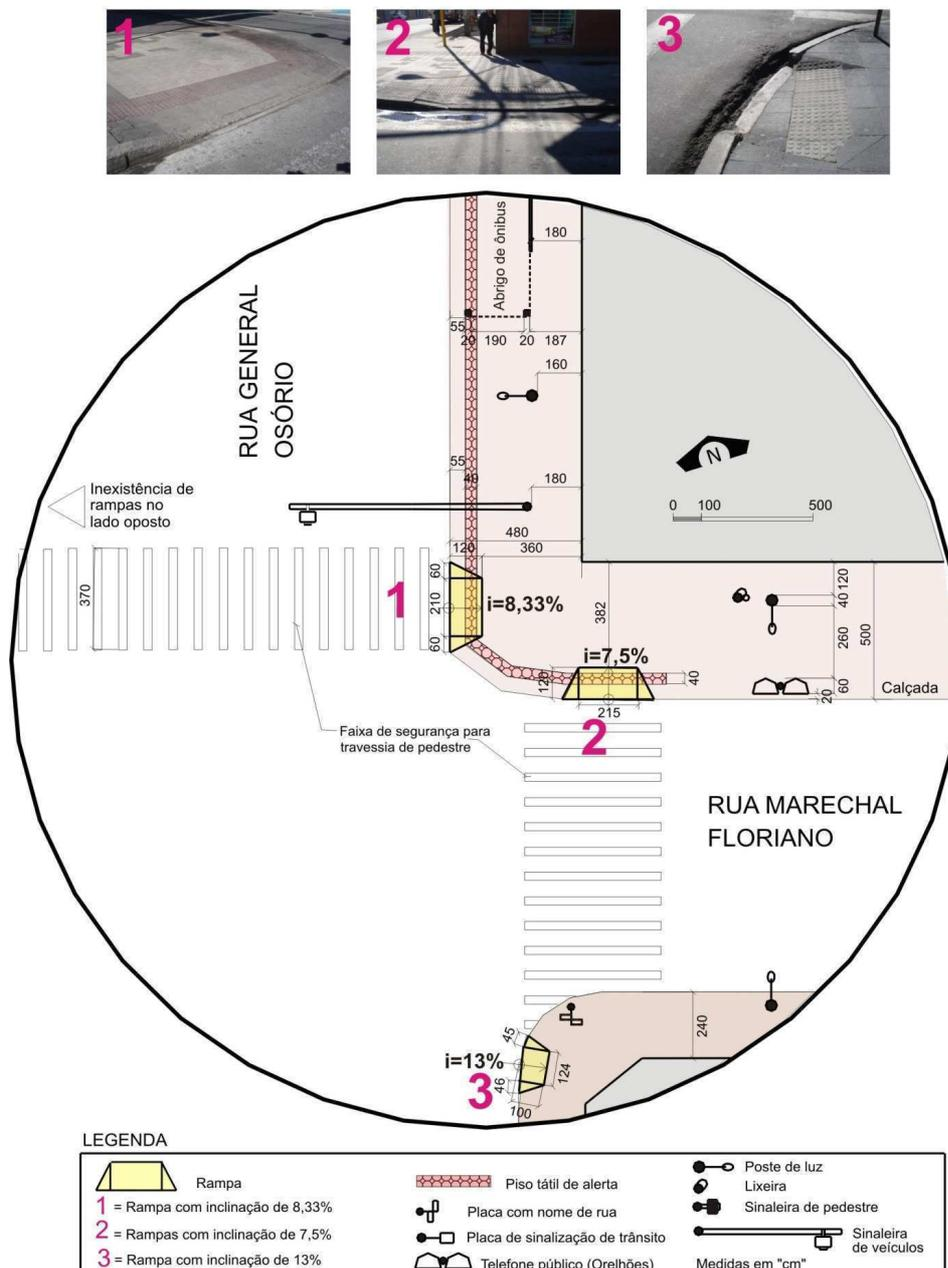 1
2
3
RUA GENERAL
OSÓRIO
Abrigo de ônibus
180
55
20
190
20
187
160
55
40
180
480
120
360
Inexistência de
rampas no
lado oposto
N
0 100 500
370
60
210
60
1
i=8,33%
382
i=7,5%
120
215
40
2
120
40
260
500
60
20
Calçada
Faixa de segurança para
travessia de pedestre
RUA MARECHAL
FLORIANO
240
45
i=13%
3
46
124
100
LEGENDA
Rampa
1 = Rampa com inclinação de 8,33%
2 = Rampas com inclinação de 7,5%
3 = Rampa com inclinação de 13%
Piso tátil de alerta
Placa com nome de rua
Placa de sinalização de trânsito
Telefone público (Orelhões)
Poste de luz
Lixeira
Sinaleira de pedestre
Sinaleira
de veículos
Medidas em "cm"